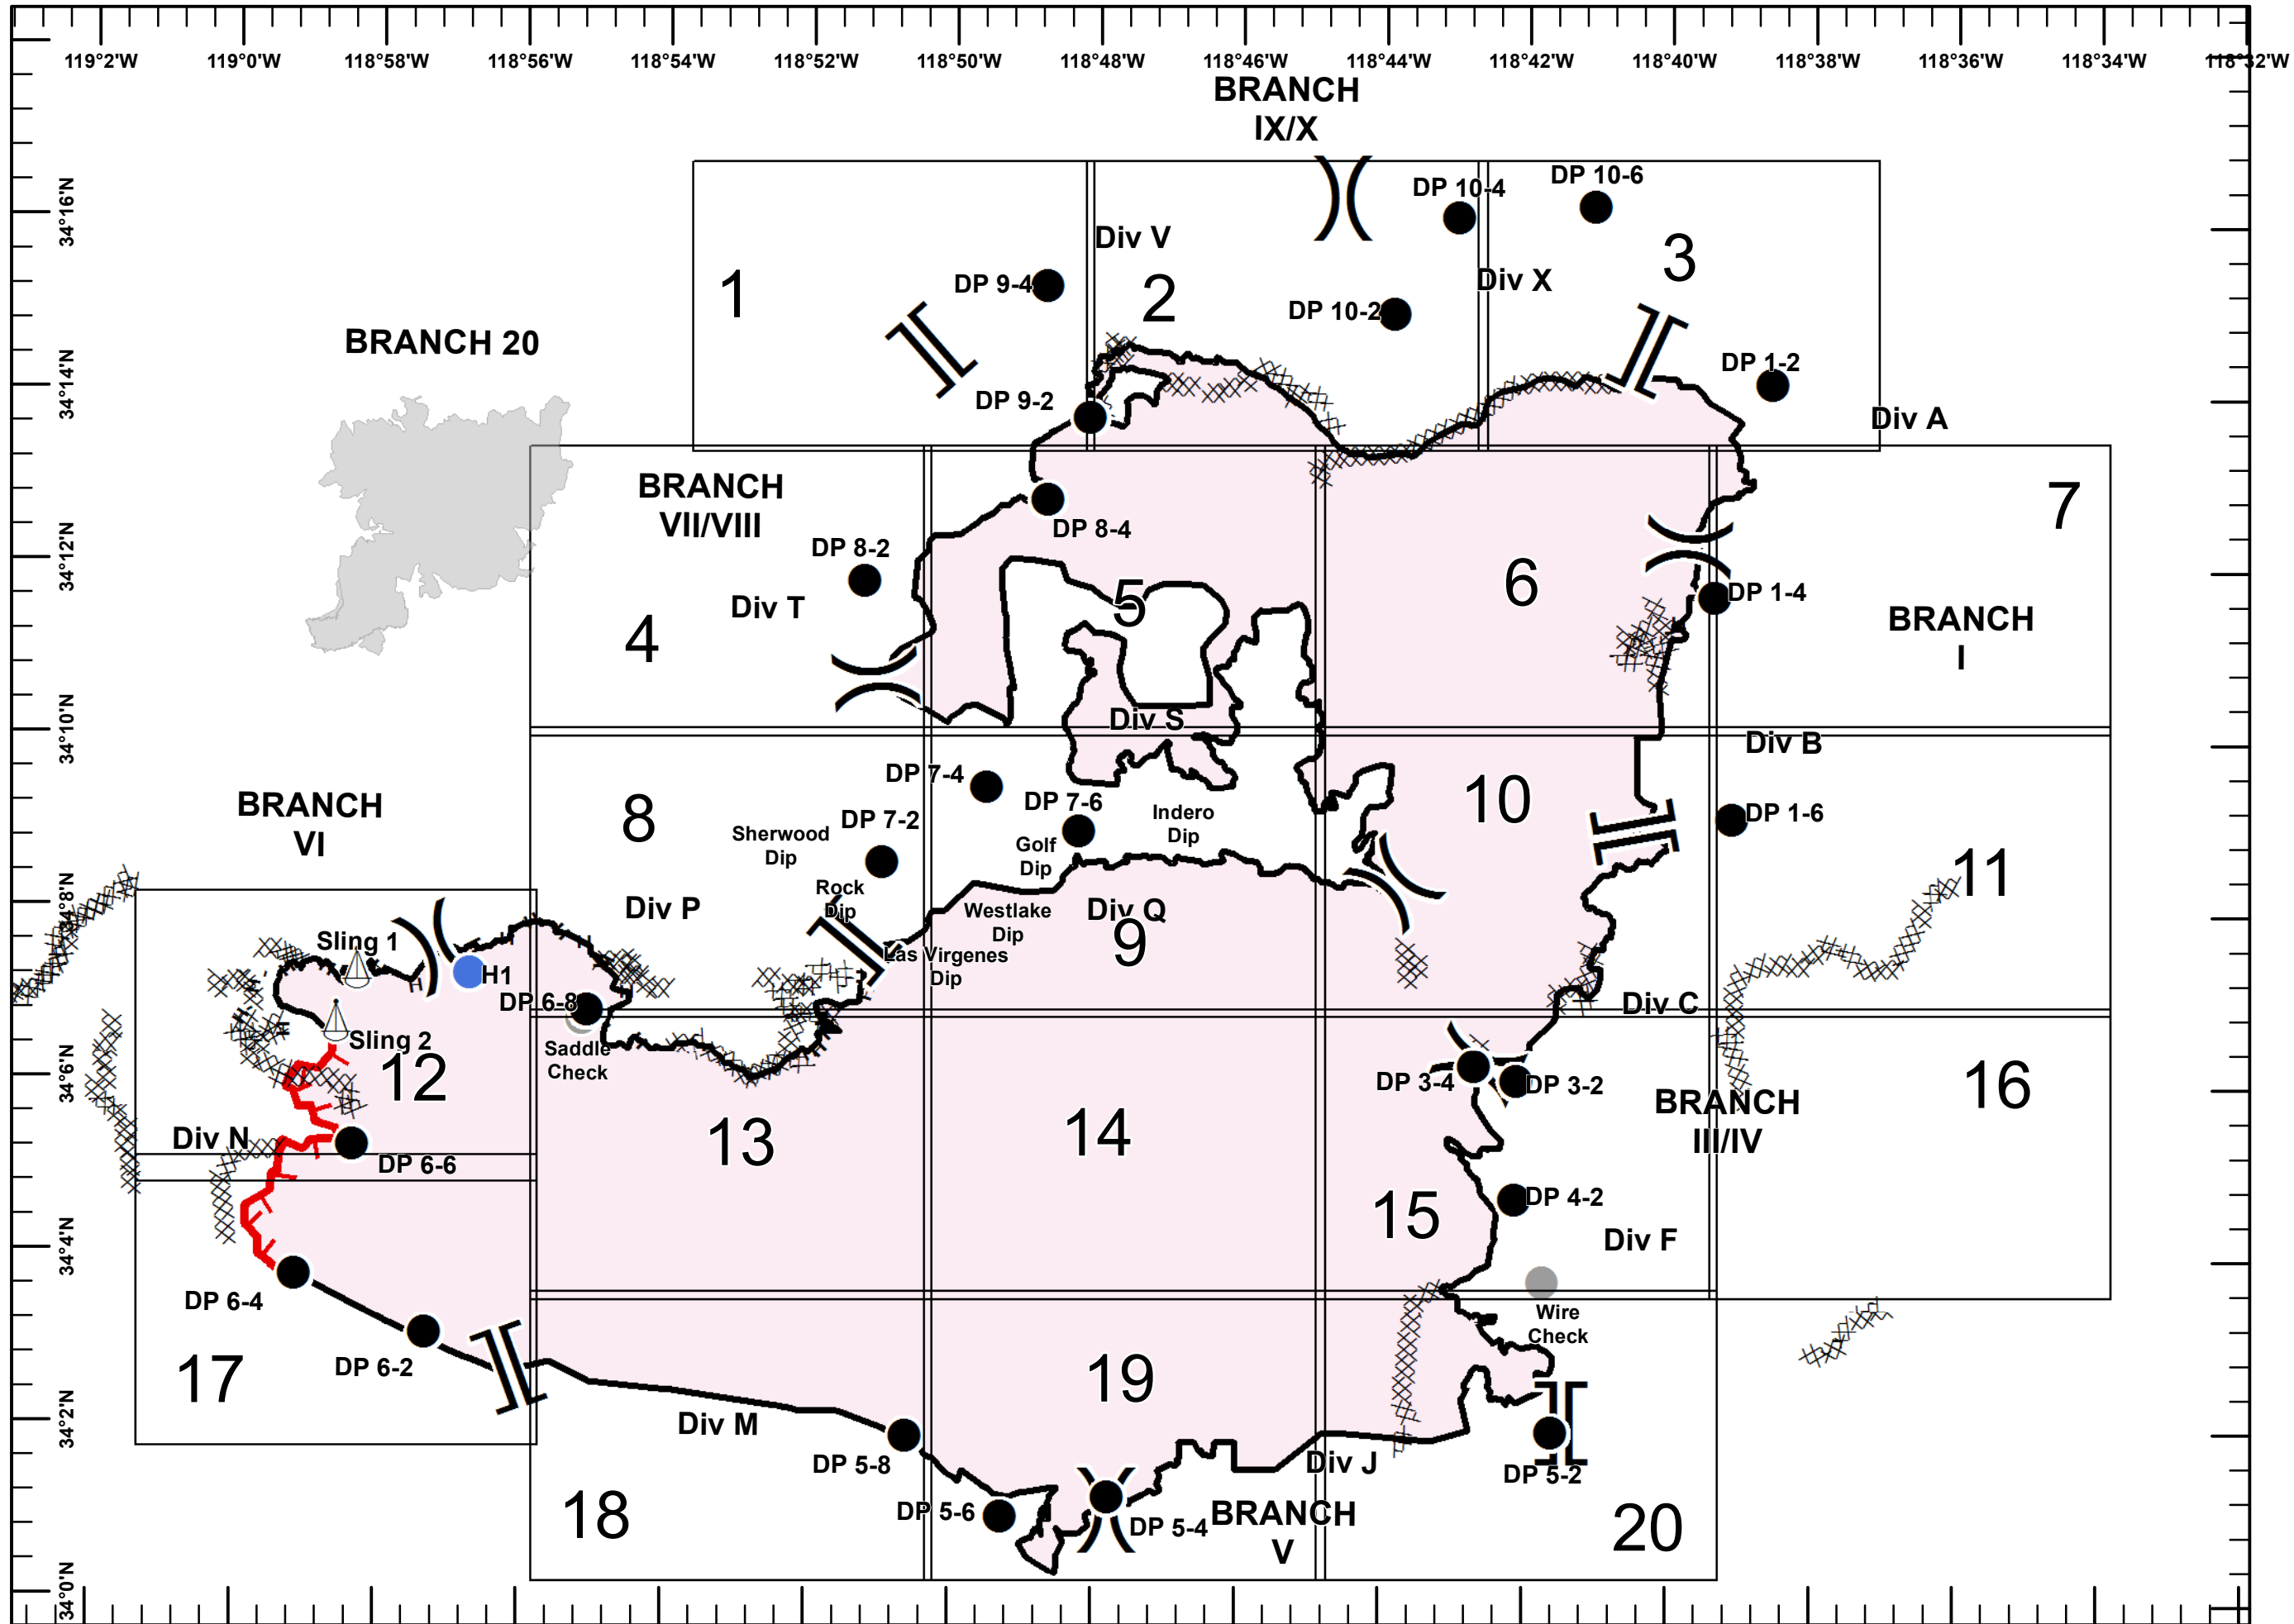 119°2'W
119°0'W
118°58'W
118°56'W
118°54'W
118°52'W
118°50'W
118°48'W
118°46'W
118°44'W
118°42'W
118°40'W
118°38'W
118°36'W
118°34'W
118°32'W
34°16'N
34°14'N
34°12'N
34°10'N
34°8'N
34°6'N
34°4'N
34°2'N
34°0'N
BRANCH
IX/X
DP 10-4
DP 10-6
Div V
1
2
3
DP 9-4
Div X
DP 10-2
BRANCH 20
DP 1-2
DP 9-2
Div A
BRANCH
VII/VIII
7
DP 8-4
DP 8-2
5
6
DP 1-4
Div T
4
BRANCH
I
Div S
Div B
DP 7-4
DP 7-6
10
DP 1-6
BRANCH
VI
8
DP 7-2
Sherwood
Dip
Indero
Dip
Golf
Dip
11
Rock
Dip
Div P
Westlake
Dip
Div Q
9
Sling 1
H1
Las Virgenes
Dip
DP 6-8
Div C
Sling 2
Saddle
Check
12
DP 3-4
DP 3-2
BRANCH
III/IV
16
Div N
DP 6-6
13
14
DP 4-2
15
Div F
DP 6-4
Wire
Check
17
DP 6-2
19
Div M
DP 5-8
Div J
DP 5-2
18
DP 5-6
DP 5-4
BRANCH
V
20